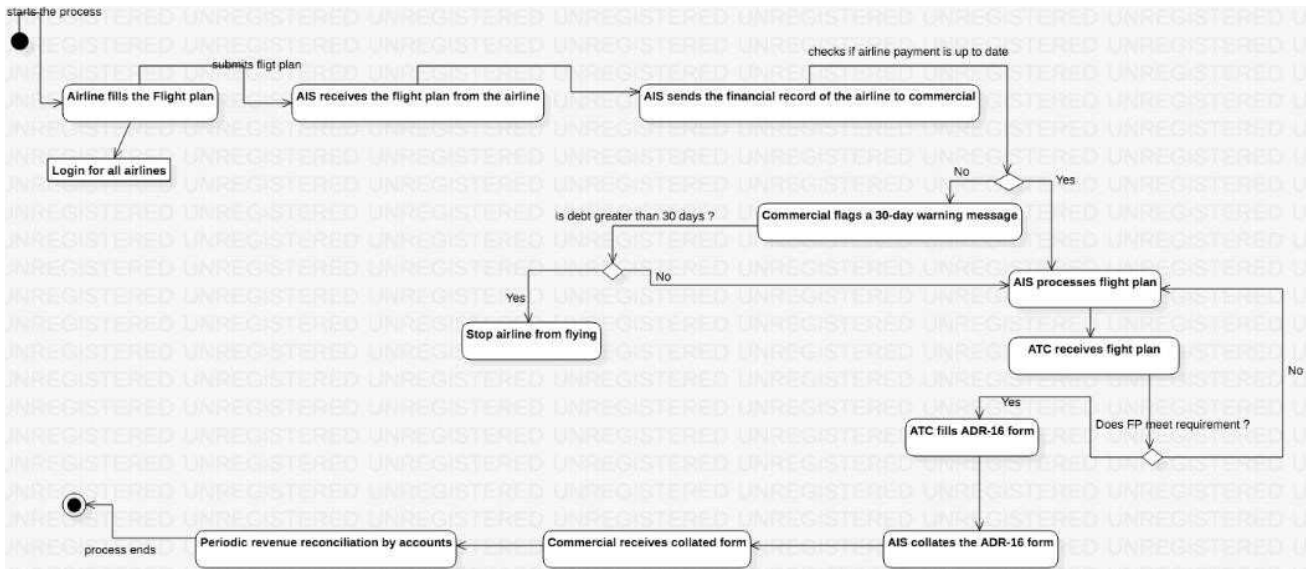 starts the process
checks if airline payment is up to date
submits fligt plan
Airline fills the Flight plan
AIS receives the flight plan from the airline
AIS sends the financial record of the airline to commercial
Login for all airlines
No
Yes
is debt greater than 30 days ?
Commercial flags a 30-day warning message
No
AIS processes flight plan
Yes
Stop airline from flying
ATC receives fight plan
No
Yes
ATC fills ADR-16 form
Does FP meet requirement ?
process ends
Periodic revenue reconciliation by accounts
Commercial receives collated form
AIS collates the ADR-16 form
UNREGISTERED